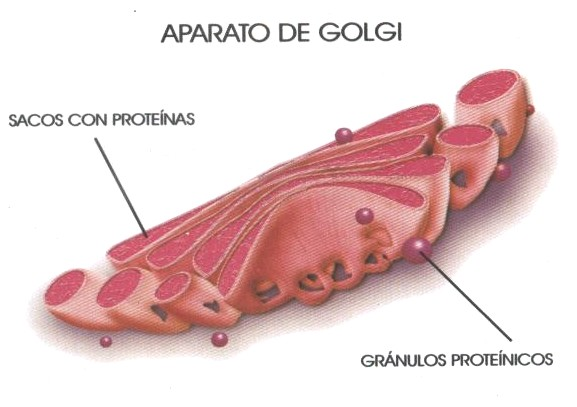 APARATO DE GOLGI
SACOS CON PROTEÍNAS
GRÁNULOS PROTEÍNICOS